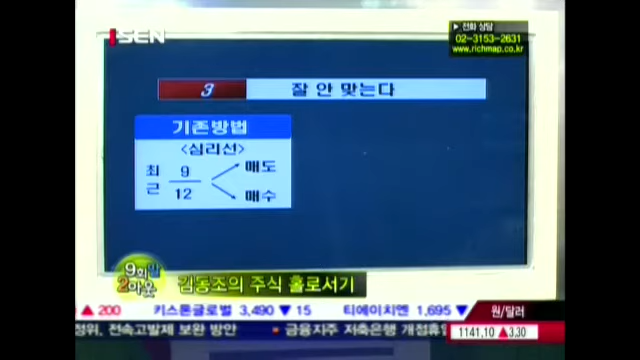 iSEN
▶ 전화 상담
02-3153-2631
www.richmap.co.kr
3 잘 안 맞는다
기존방법
<심리선>
최근 9/12
매도
매수
9회말
2아웃
김동조의 주식 홀로서기
▲ 200 키스톤글로벌 3,490 ▼ 15 티에이치엔 1,695 ▼
원/달러
정위, 전속고발제 보완 방안 금융지주 저축은행 개점휴업
1141.10 ▲3.30